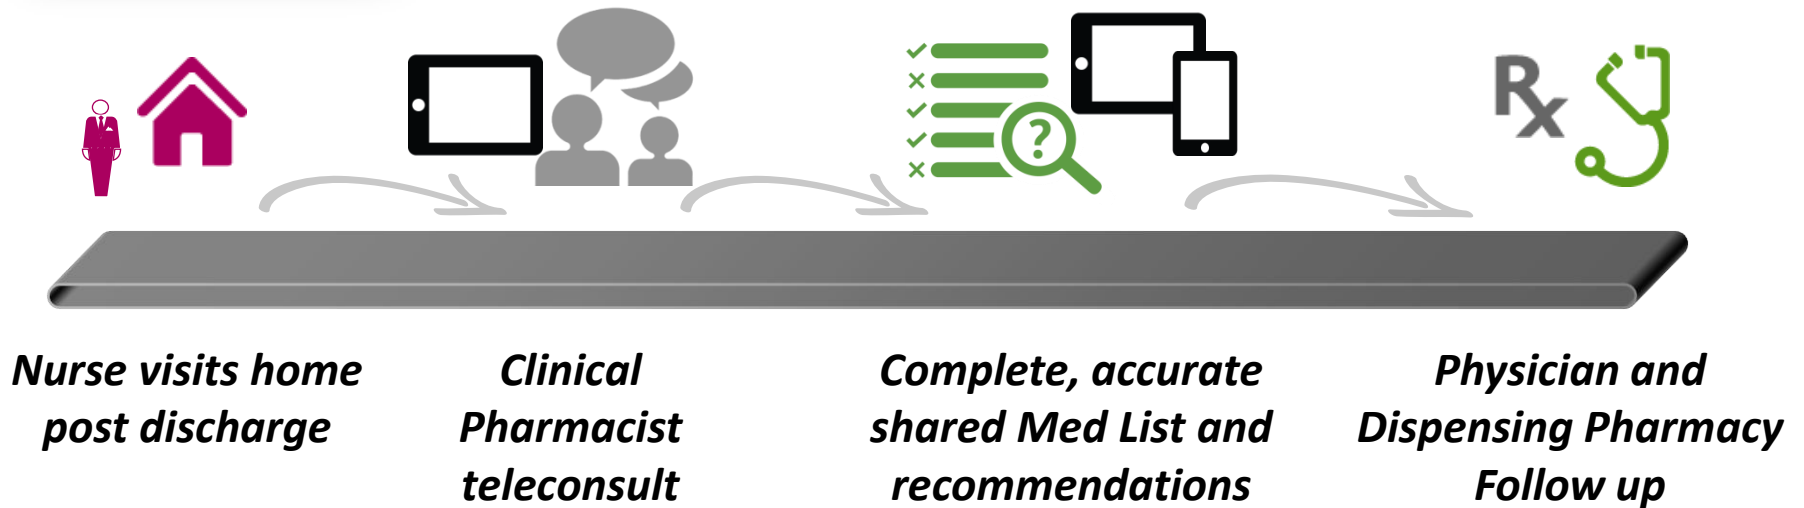 ?
Rx
Nurse visits home
post discharge
Clinical
Pharmacist
teleconsult
Complete, accurate
shared Med List and
recommendations
Physician and
Dispensing Pharmacy
Follow up